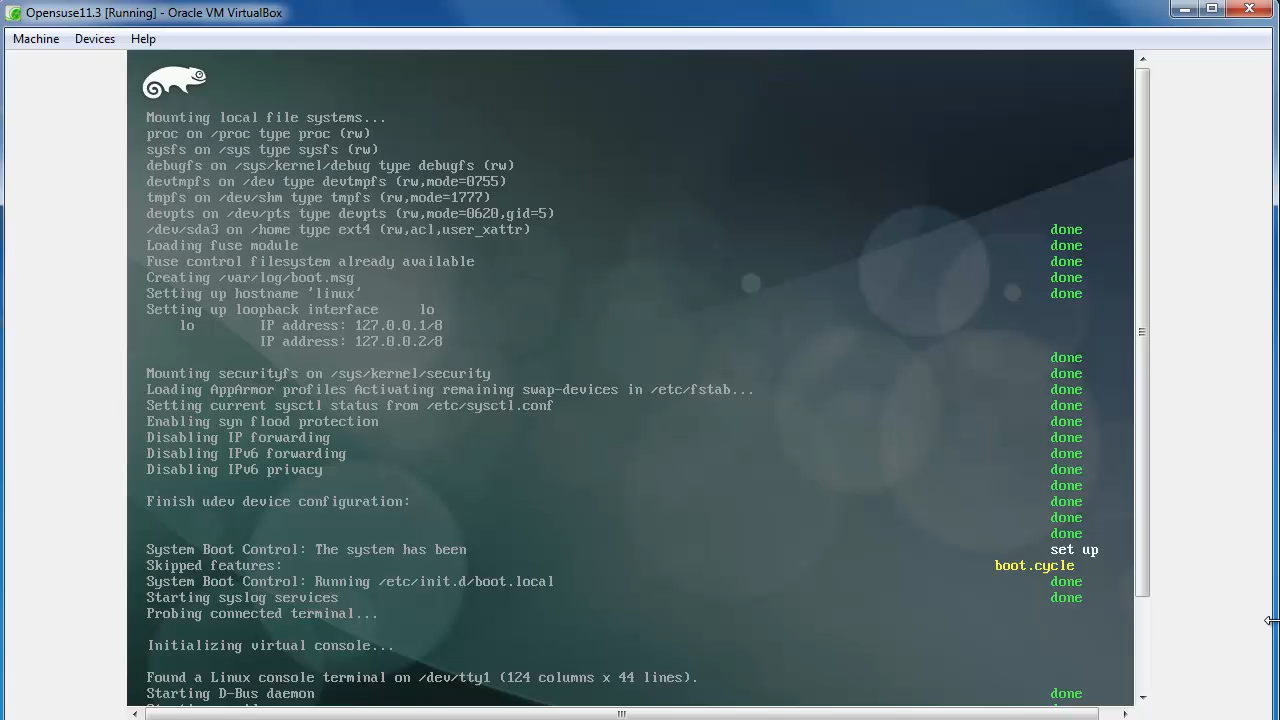 Opensuse11.3 [Running] - Oracle VM VirtualBox
Machine Devices Help
Mounting local file systems...
proc on /proc type proc (rw)
sysfs on /sys type sysfs (rw)
debugfs on /sys/kernel/debug type debugfs (rw)
devtmpfs on /dev type devtmpfs (rw,mode=0755)
tmpfs on /dev/shm type tmpfs (rw,mode=1777)
devpts on /dev/pts type devpts (rw,mode=0620,gid=5)
/dev/sda3 on /home type ext4 (rw,acl,user_xattr) done
Loading fuse module done
Fuse control filesystem already available done
Creating /var/log/boot.msg done
Setting up hostname 'linux' done
Setting up loopback interface lo
lo IP address: 127.0.0.1/8
IP address: 127.0.0.2/8
done
Mounting securityfs on /sys/kernel/security done
Loading AppArmor profiles Activating remaining swap-devices in /etc/fstab... done
Setting current sysctl status from /etc/sysctl.conf done
Enabling syn flood protection done
Disabling IP forwarding done
Disabling IPv6 forwarding done
Disabling IPv6 privacy done
done
Finish udev device configuration: done
done
done
System Boot Control: The system has been set up
Skipped features: boot.cycle
System Boot Control: Running /etc/init.d/boot.local done
Starting syslog services done
Probing connected terminal...
Initializing virtual console...
Found a Linux console terminal on /dev/tty1 (124 columns x 44 lines).
Starting D-Bus daemon done